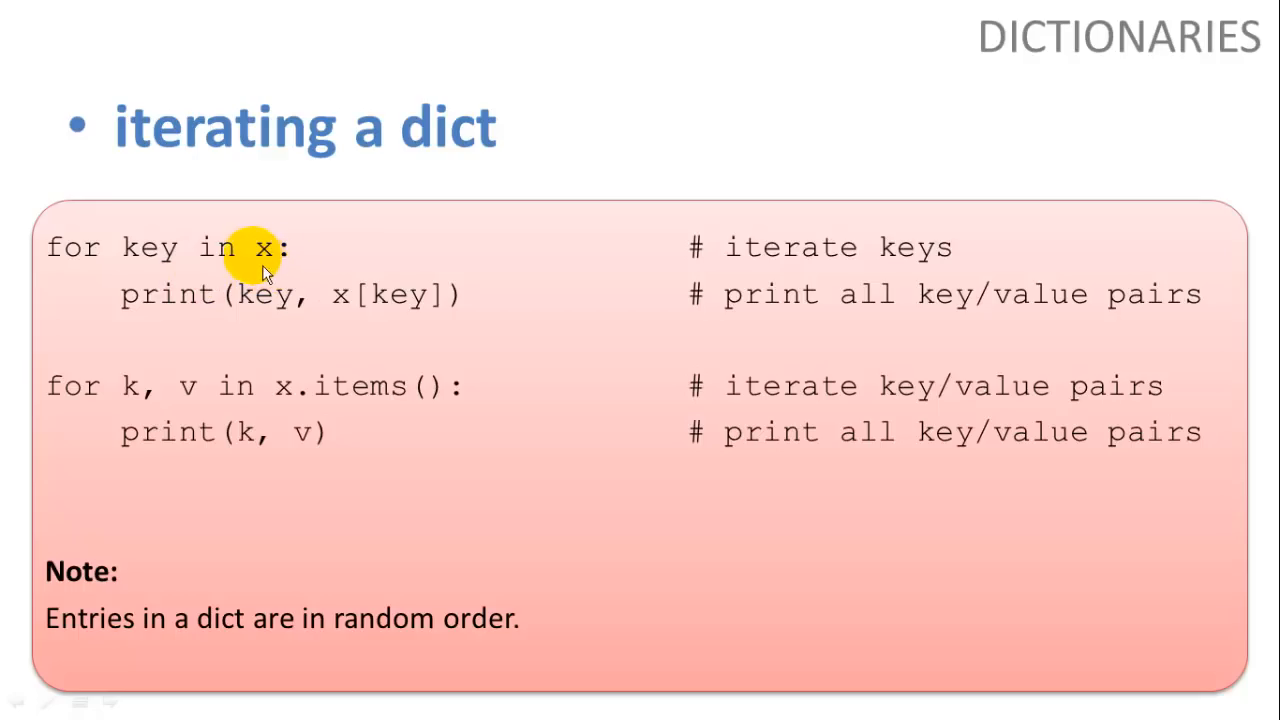 DICTIONARIES
• iterating a dict
for key in x: # iterate keys
print(key, x[key]) # print all key/value pairs
for k, v in x.items(): # iterate key/value pairs
print(k, v) # print all key/value pairs
Note:
Entries in a dict are in random order.